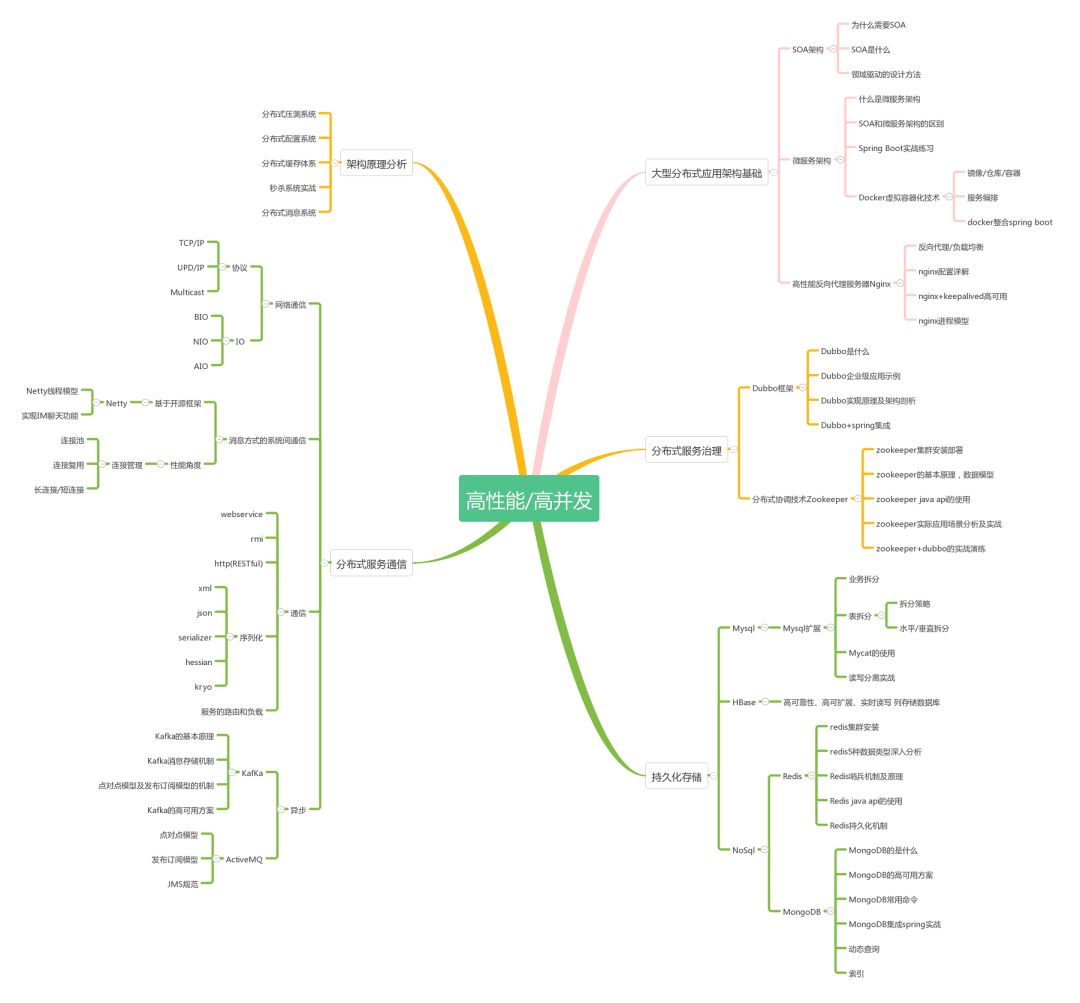 高性能/高并发
大型分布式应用架构基础
SOA架构
为什么需要SOA
SOA是什么
领域驱动的设计方法
微服务架构
什么是微服务架构
SOA和微服务架构的区别
Spring Boot实战练习
Docker虚拟容器化技术
镜像/仓库/容器
服务编排
docker整合spring boot
高性能反向代理服务器Nginx
反向代理/负载均衡
nginx配置详解
nginx+keepalived高可用
nginx进程模型
分布式服务治理
Dubbo框架
Dubbo是什么
Dubbo企业级应用示例
Dubbo实现原理及架构剖析
Dubbo+spring集成
分布式协调技术Zookeeper
zookeeper集群安装部署
zookeeper的基本原理，数据模型
zookeeper java api的使用
zookeeper实际应用场景分析及实战
zookeeper+dubbo的实战演练
持久化存储
Mysql
Mysql扩展
业务拆分
表拆分
拆分策略
水平/垂直拆分
Mycat的使用
读写分离实战
HBase
高可靠性、高可扩展、实时读写 列存储数据库
NoSql
Redis
redis集群安装
redis5种数据类型深入分析
Redis哨兵机制及原理
Redis java api的使用
Redis持久化机制
MongoDB
MongoDB的是什么
MongoDB的高可用方案
MongoDB常用命令
MongoDB集成spring实战
动态查询
索引
架构原理分析
分布式压测系统
分布式配置系统
分布式缓存体系
秒杀系统实战
分布式消息系统
分布式服务通信
网络通信
协议
TCP/IP
UPD/IP
Multicast
IO
BIO
NIO
AIO
消息方式的系统间通信
基于开源框架
Netty
Netty线程模型
实现IM聊天功能
性能角度
连接管理
连接池
连接复用
长连接/短连接
通信
webservice
rmi
http(RESTful)
序列化
xml
json
serializer
hessian
kryo
服务的路由和负载
异步
KafKa
Kafka的基本原理
Kafka消息存储机制
点对点模型及发布订阅模型的机制
Kafka的高可用方案
ActiveMQ
点对点模型
发布订阅模型
JMS规范